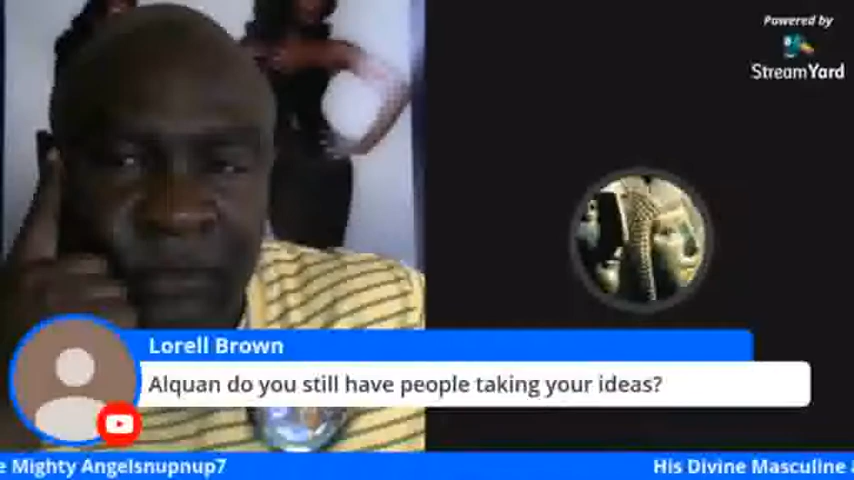 Powered by
StreamYard
Lorell Brown
Alquan do you still have people taking your ideas?
e Mighty Angelsnupnup7
His Divine Masculine &